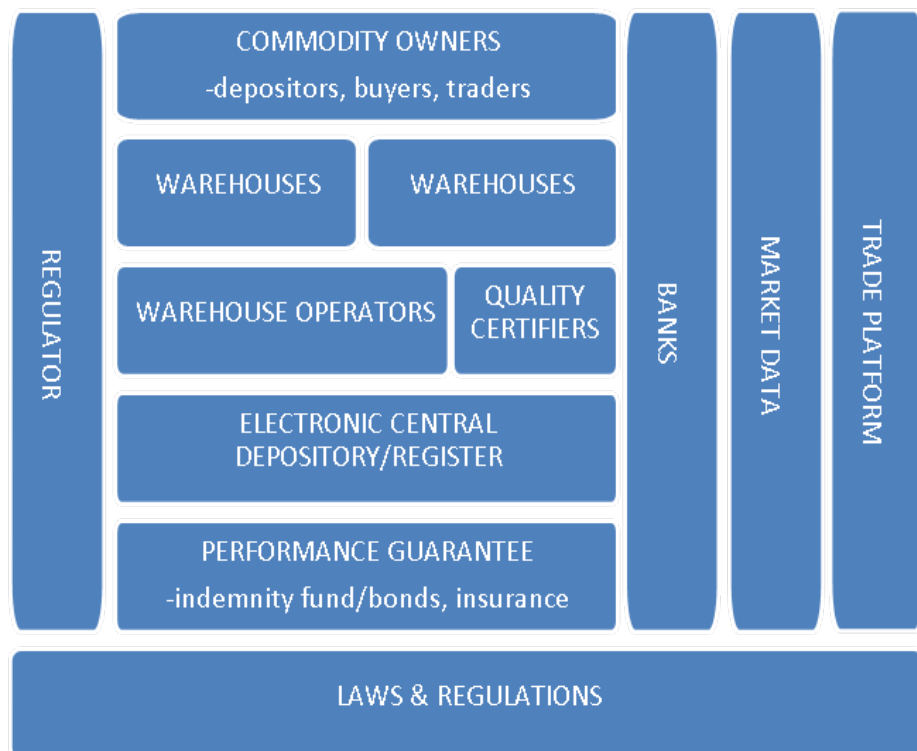 REGULATOR
COMMODITY OWNERS
-depositors, buyers, traders
WAREHOUSES
WAREHOUSES
WAREHOUSE OPERATORS
QUALITY
CERTIFIERS
ELECTRONIC CENTRAL
DEPOSITORY/REGISTER
PERFORMANCE GUARANTEE
-indemnity fund/bonds, insurance
BANKS
MARKET DATA
TRADE PLATFORM
LAWS & REGULATIONS